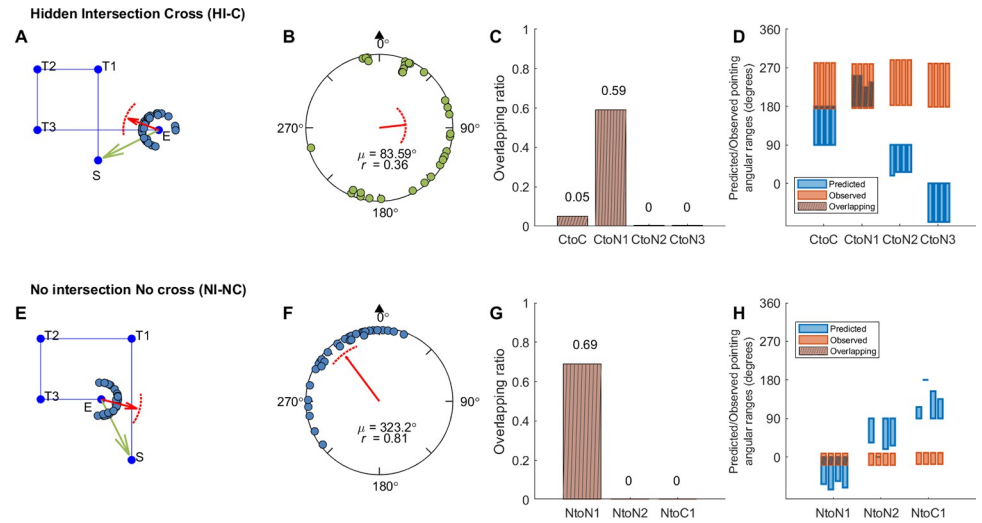 Hidden Intersection Cross (HI-C)
A
T2
T1
T3
E
S
B
0°
270°
90°
μ = 83.59°
r = 0.36
180°
C
Overlapping ratio
1
0.8
0.6
0.4
0.2
0
0.05
0.59
0
0
CtoC
CtoN1
CtoN2
CtoN3
D
Predicted/Observed pointing
angular ranges (degrees)
360
270
180
90
0
Predicted
Observed
Overlapping
CtoC
CtoN1
CtoN2
CtoN3
No intersection No cross (NI-NC)
E
T2
T1
T3
E
S
F
0°
270°
90°
μ = 323.2°
r = 0.81
180°
G
Overlapping ratio
1
0.8
0.6
0.4
0.2
0
0.69
0
0
NtoN1
NtoN2
NtoC1
H
Predicted/Observed pointing
angular ranges (degrees)
360
270
180
90
0
Predicted
Observed
Overlapping
NtoN1
NtoN2
NtoC1